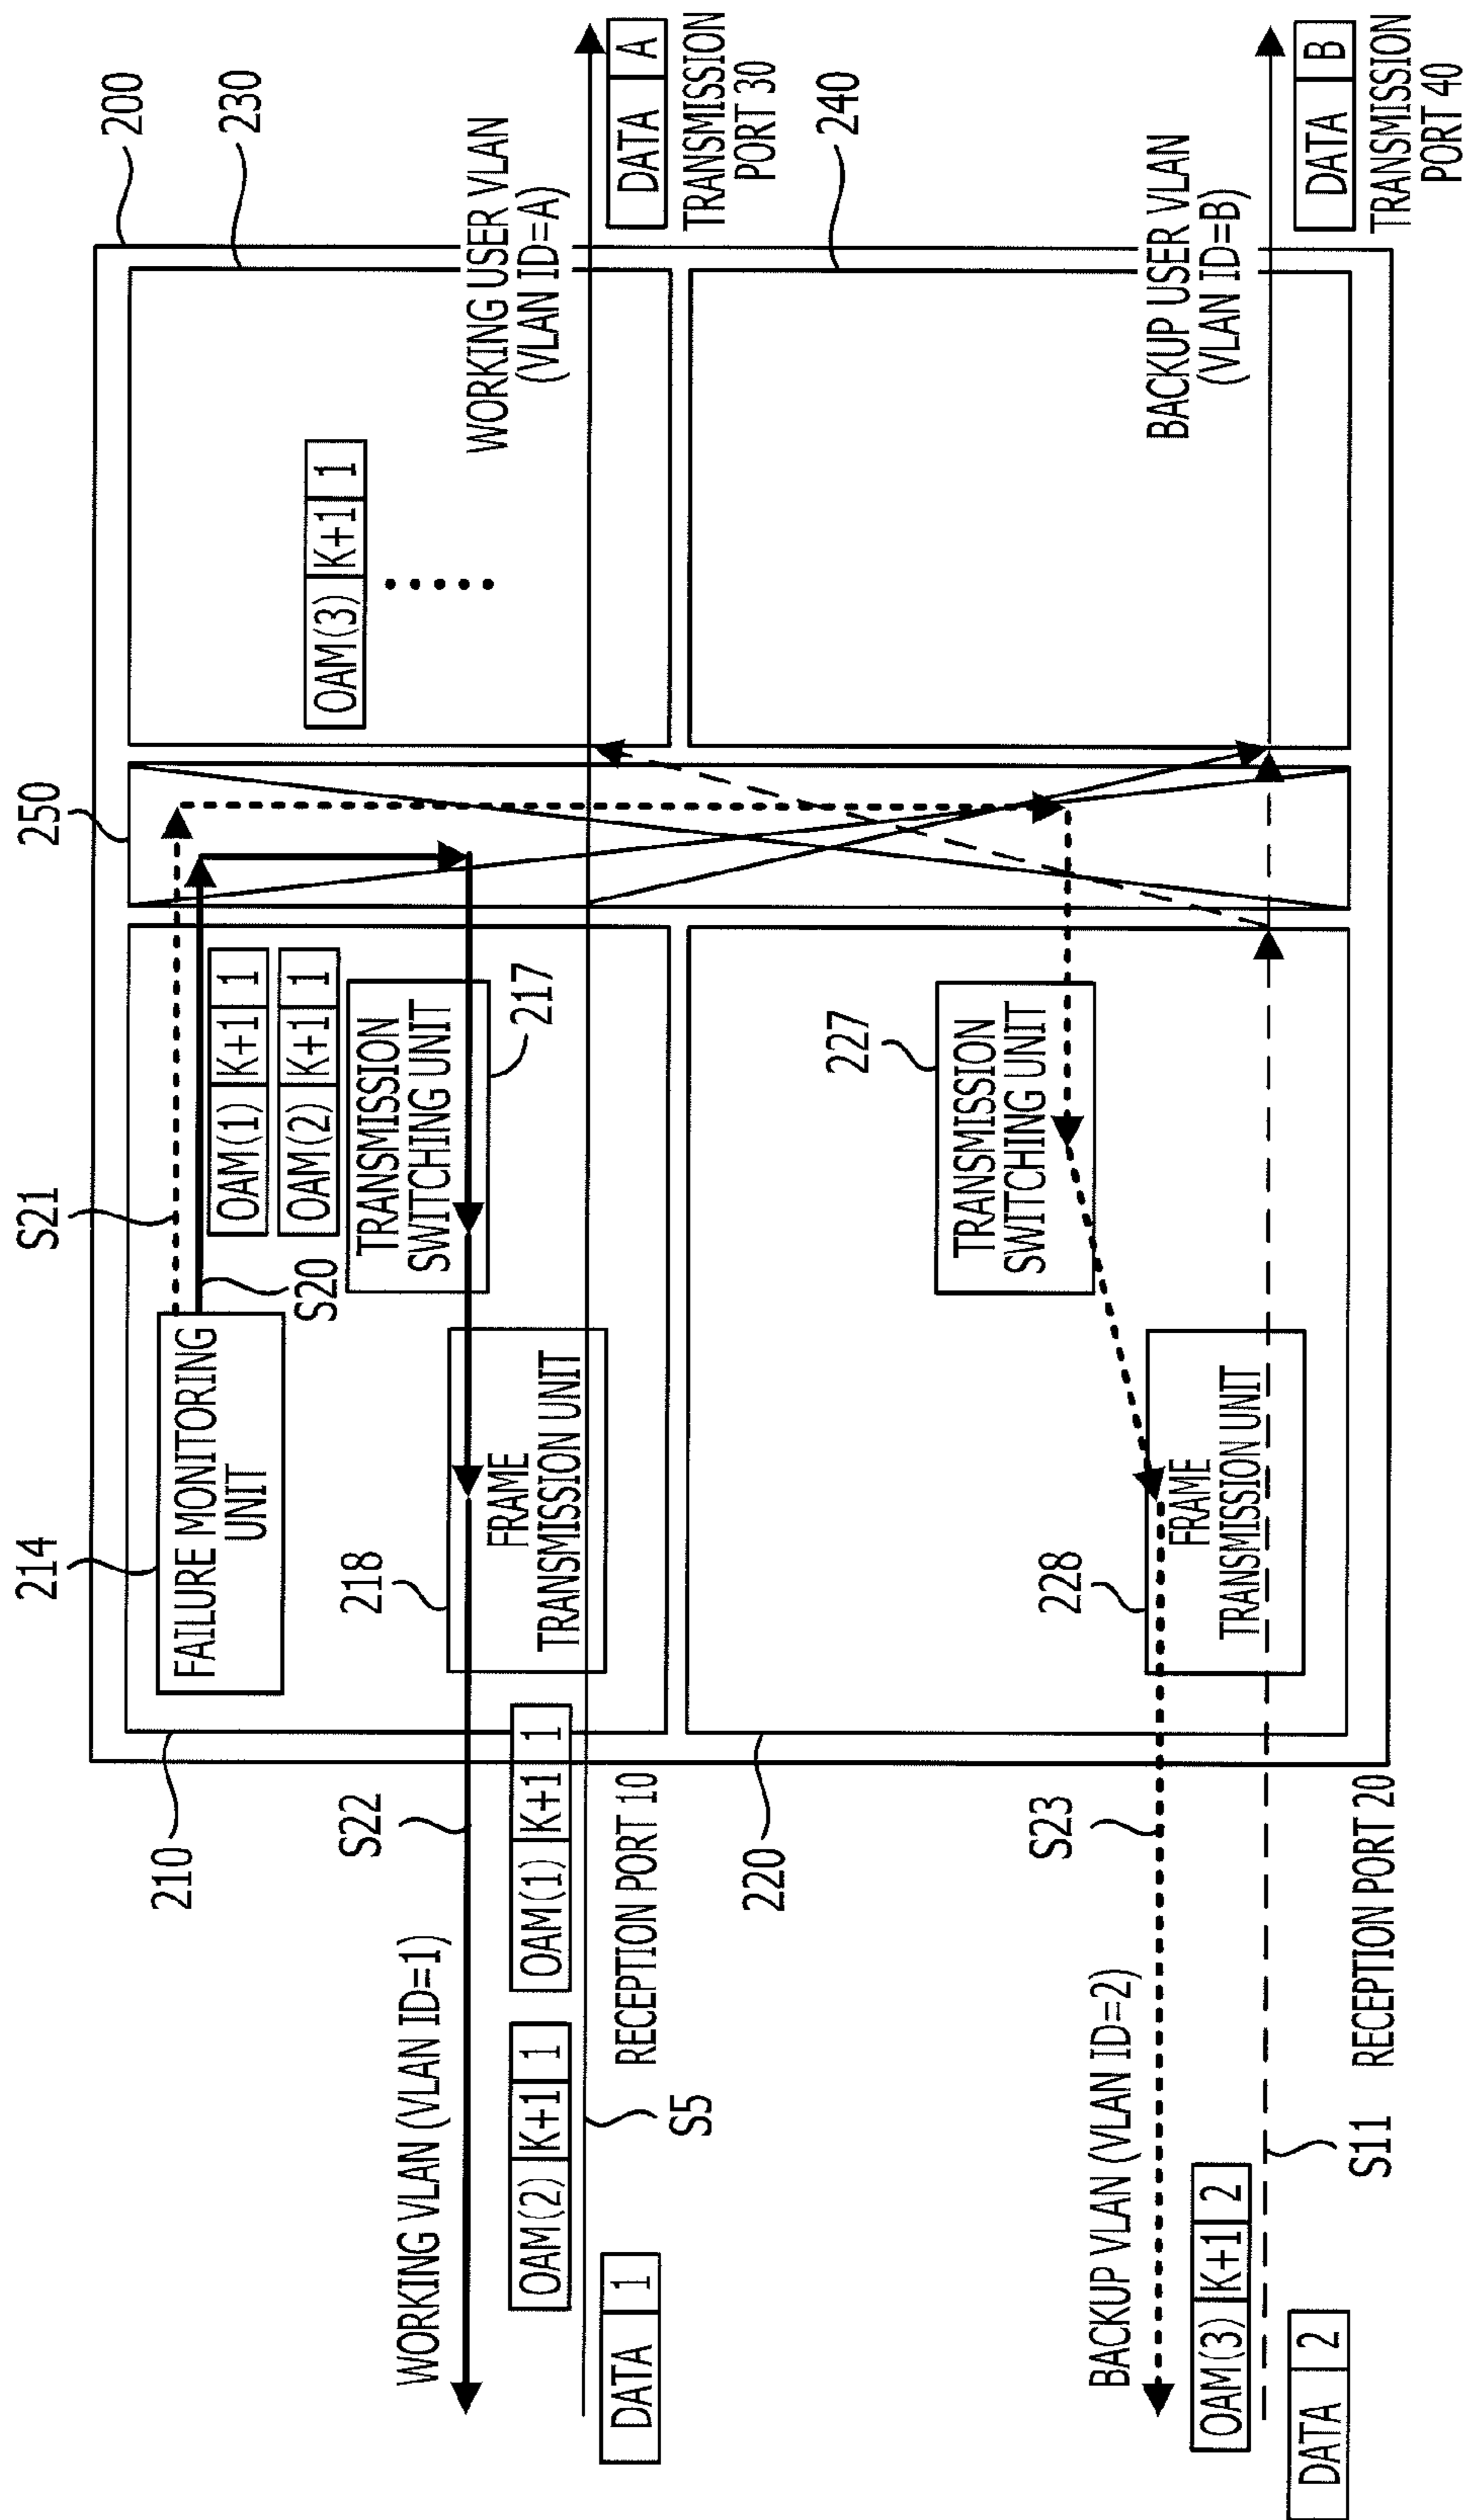 200
230
250
S21
214
FAILURE MONITORING
UNIT
S20
OAM(1) K+1 1
OAM(2) K+1 1
OAM(3) K+1 1
TRANSMISSION
SWITCHING UNIT
217
218
FRAME
TRANSMISSION UNIT
210
S22
WORKING VLAN (VLAN ID=1)
OAM(2) K+1 1
OAM(1) K+1 1
DATA 1
S5
RECEPTION PORT 10
WORKING USER VLAN
(VLAN ID=A)
DATA A
TRANSMISSION
PORT 30
240
220
227
TRANSMISSION
SWITCHING UNIT
228
FRAME
TRANSMISSION UNIT
S23
BACKUP VLAN (VLAN ID=2)
OAM(3) K+1 2
DATA 2
S11
RECEPTION PORT 20
BACKUP USER VLAN
(VLAN ID=B)
DATA B
TRANSMISSION
PORT 40